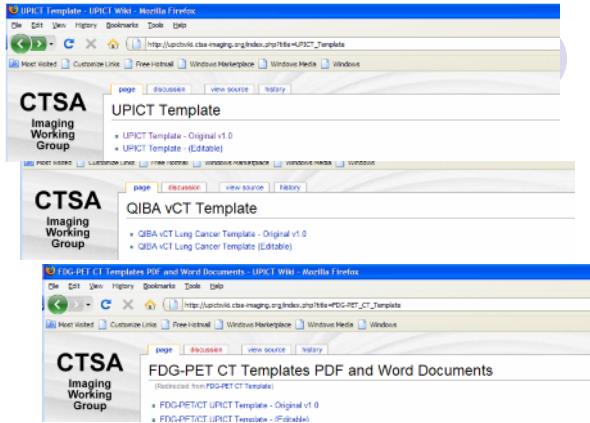 UPICT Template - UPICT Wiki - Mozilla Firefox
File Edit View History Bookmarks Tools Help
http://upictwiki.ctsa-imaging.org/index.php?title=UPICT_Template
Most Visited Customize Links Free Hotmail Windows Marketplace Windows Media Windows
page discussion view source history
CTSA
Imaging
Working
Group
UPICT Template
UPICT Template - Original v1.0
UPICT Template - (Editable)
Most Visited Customize Links Free Hotmail Windows Marketplace Windows Media Windows
page discussion view source history
CTSA
Imaging
Working
Group
QIBA vCT Template
QIBA vCT Lung Cancer Template - Original v1.0
QIBA vCT Lung Cancer Template (Editable)
FDG-PET CT Templates PDF and Word Documents - UPICT Wiki - Mozilla Firefox
File Edit View History Bookmarks Tools Help
http://upictwiki.ctsa-imaging.org/index.php?title=FDG-PET_CT_Template
Most Visited Customize Links Free Hotmail Windows Marketplace Windows Media Windows
page discussion view source history
CTSA
Imaging
Working
Group
FDG-PET CT Templates PDF and Word Documents
(Redirected from FDG-PET CT Template)
FDG-PET/CT UPICT Template - Original v1.0
FDG-PET/CT UPICT Template - (Editable)